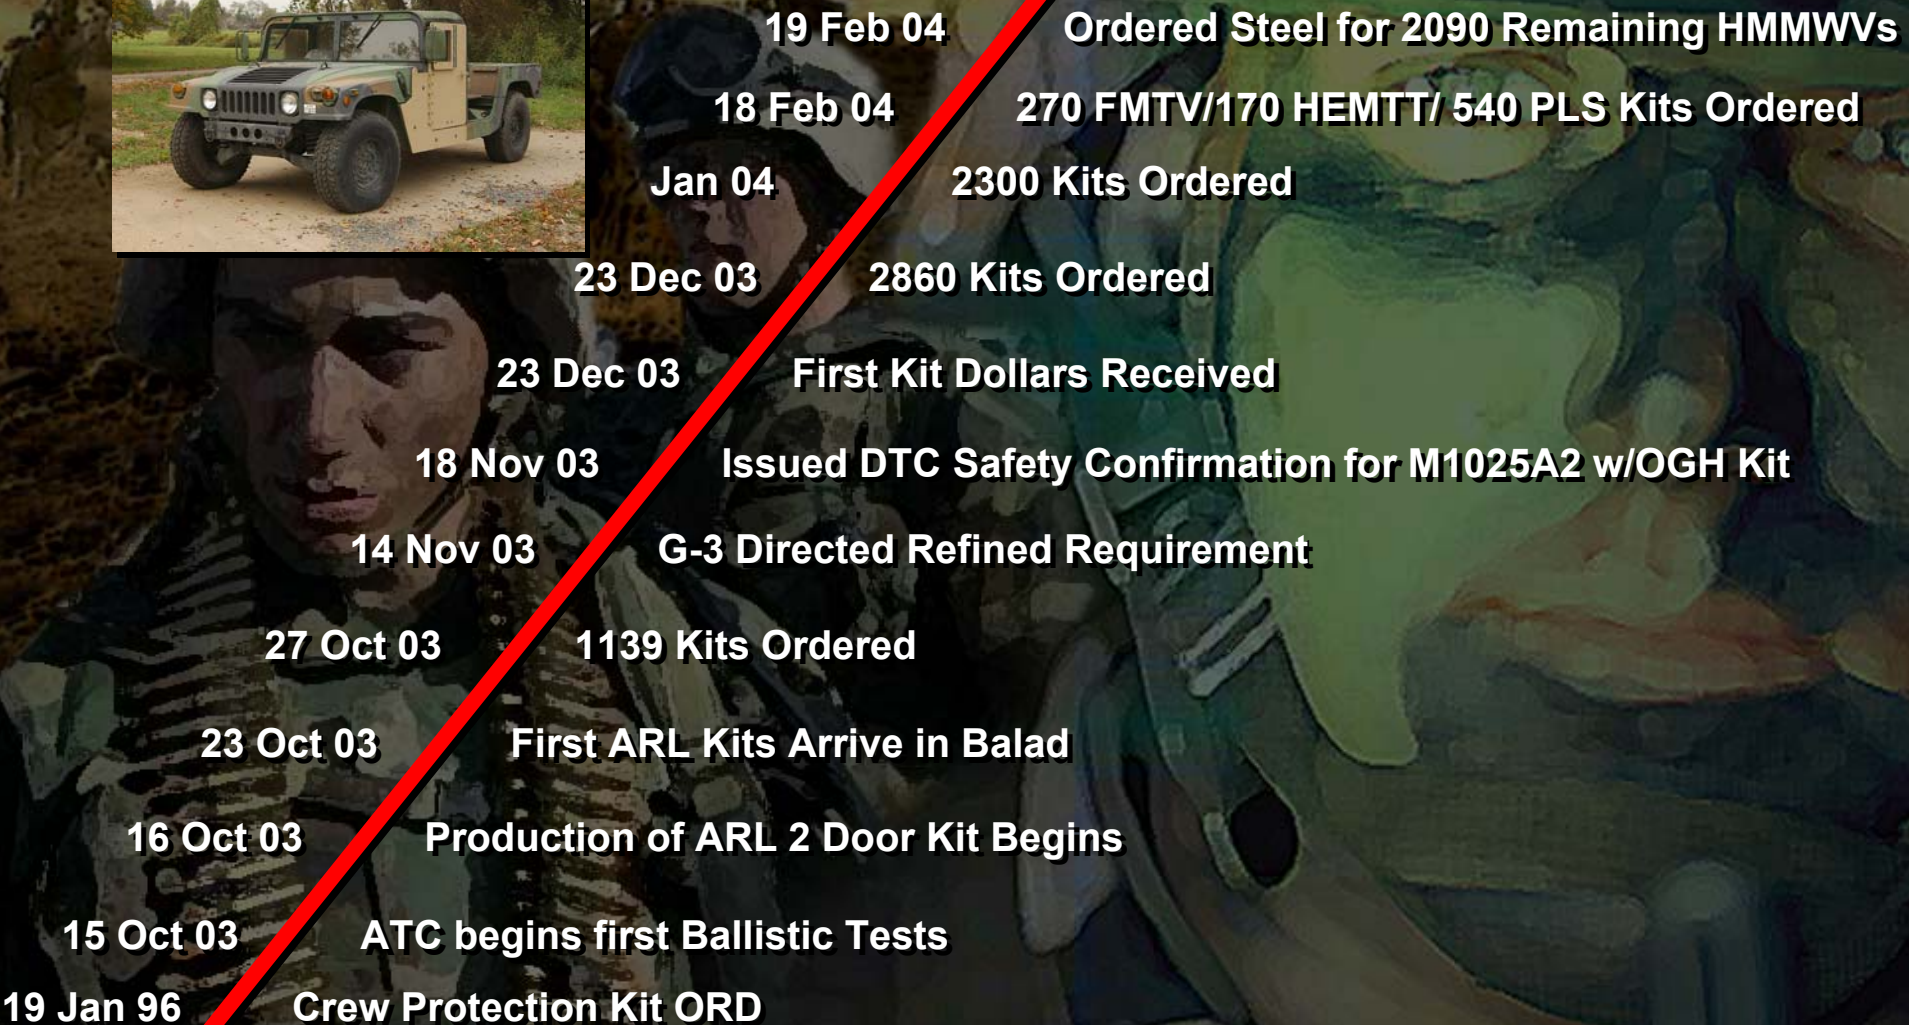 19 Feb 04 Ordered Steel for 2090 Remaining HMMWVs
18 Feb 04 270 FMTV/170 HEMTT/ 540 PLS Kits Ordered
Jan 04 2300 Kits Ordered
23 Dec 03 2860 Kits Ordered
23 Dec 03 First Kit Dollars Received
18 Nov 03 Issued DTC Safety Confirmation for M1025A2 w/OGH Kit
14 Nov 03 G-3 Directed Refined Requirement
27 Oct 03 1139 Kits Ordered
23 Oct 03 First ARL Kits Arrive in Balad
16 Oct 03 Production of ARL 2 Door Kit Begins
15 Oct 03 ATC begins first Ballistic Tests
19 Jan 96 Crew Protection Kit ORD